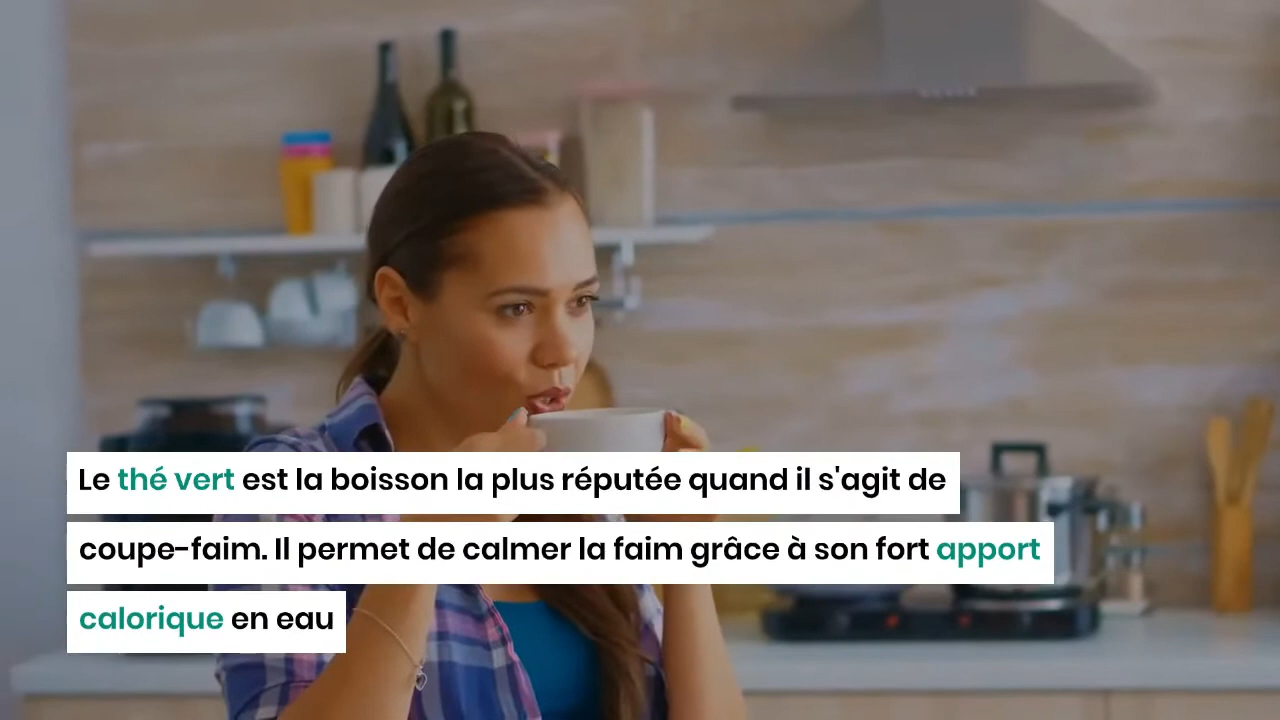 Le thé vert est la boisson la plus réputée quand il s'agit de
coupe-faim. Il permet de calmer la faim grâce à son fort apport
calorique en eau